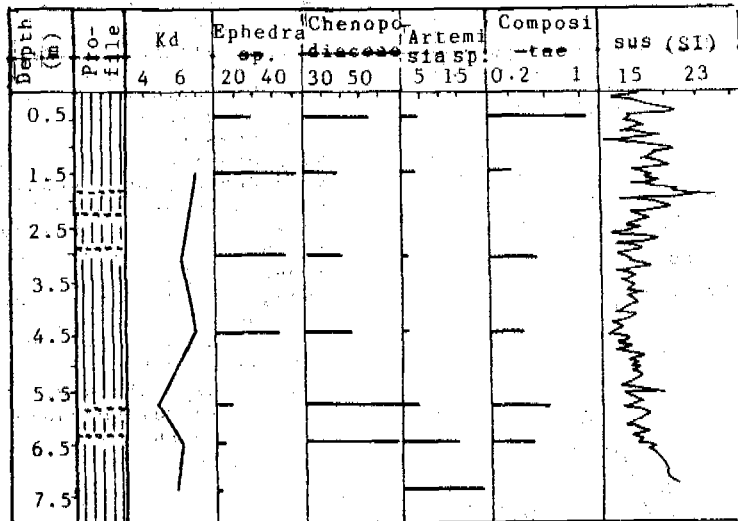 Depth (m)
Pro-file
Kd
4 6
Ephedra sp.
20 40
Chenopo-diaceae
30 50
Artemi sia sp.
5 15
Composi-tae
0.2 1
sus (SI)
15 23
0.5
1.5
2.5
3.5
4.5
5.5
6.5
7.5